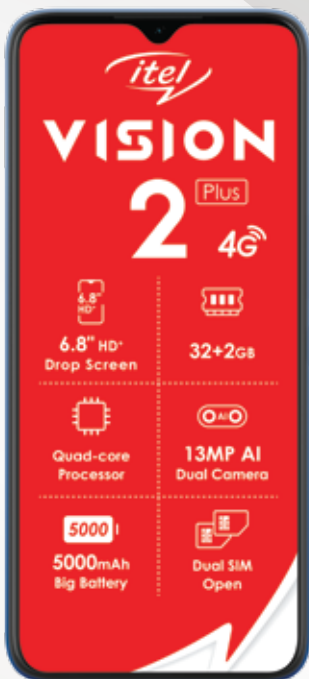 itel
VISION
2 Plus
4G
6.8"
HD+
6.8" HD+
Drop Screen
32+2GB
Quad-core
Processor
AI
13MP AI
Dual Camera
5000
5000mAh
Big Battery
Dual SIM
Open